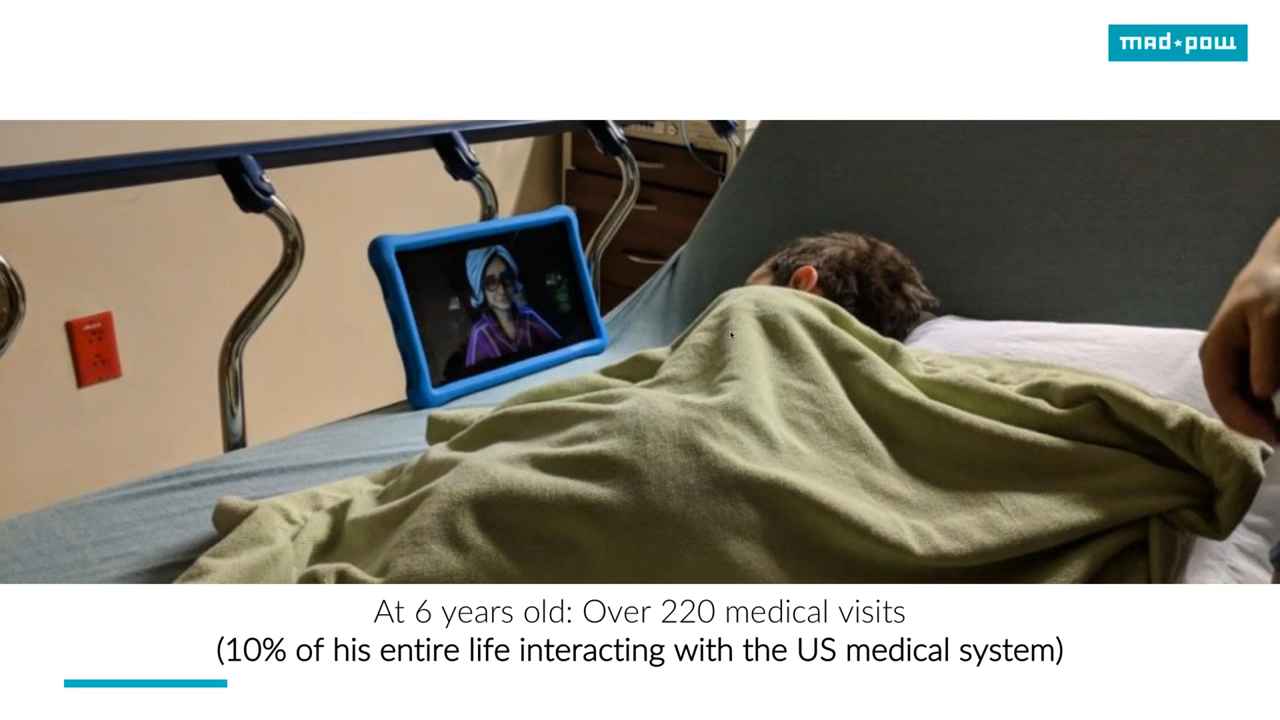 mad★pow
At 6 years old: Over 220 medical visits
(10% of his entire life interacting with the US medical system)